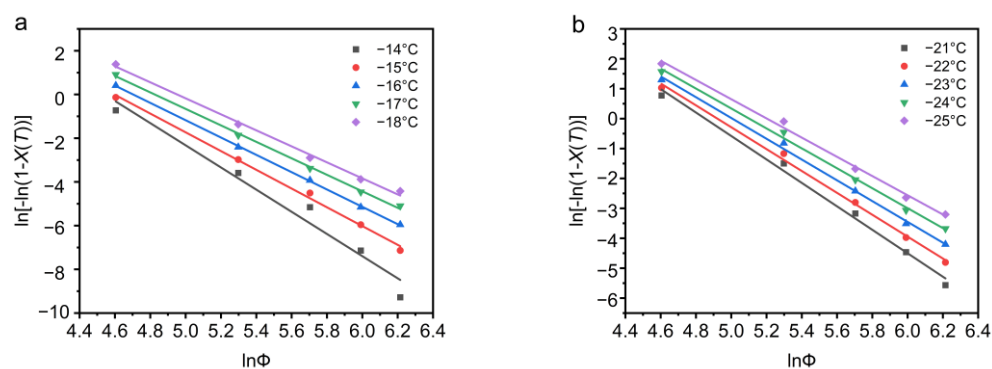 a
2
0
−2
−4
−6
−8
−10
4.4 4.6 4.8 5.0 5.2 5.4 5.6 5.8 6.0 6.2 6.4
lnΦ
ln[-ln(1-X(T))]
−14°C
−15°C
−16°C
−17°C
−18°C
b
3
2
1
0
−1
−2
−3
−4
−5
−6
4.4 4.6 4.8 5.0 5.2 5.4 5.6 5.8 6.0 6.2 6.4
lnΦ
ln[-ln(1-X(T))]
−21°C
−22°C
−23°C
−24°C
−25°C